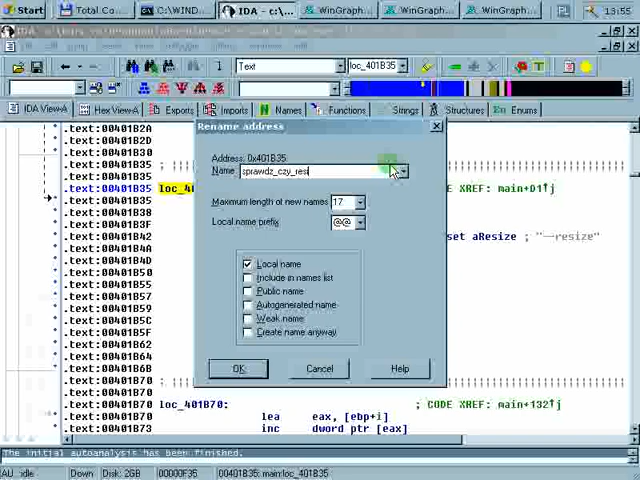 Start
Total Co...
C:\WIND...
IDA - c:\...
WinGraph...
WinGraph...
WinGraph...
13:55
Text
loc_401B35
IDA View-A
Hex View-A
Exports
Imports
Names
Functions
Strings
Structures
Enums
.text:00401B2A
.text:00401B2D
.text:00401B30
.text:00401B35
.text:00401B35
.text:00401B35 loc_4 ; CODE XREF: main+D1↑j
.text:00401B38
.text:00401B3F
.text:00401B42 set aResize ; "--resize"
.text:00401B4A
.text:00401B4D
.text:00401B50
.text:00401B55
.text:00401B57
.text:00401B59
.text:00401B5C
.text:00401B5F
.text:00401B62
.text:00401B64
.text:00401B6B
.text:00401B70
.text:00401B70 loc_401B70: ; CODE XREF: main+132↑j
.text:00401B70 lea eax, [ebp+i]
.text:00401B73 inc dword ptr [eax]
Rename address
Address: 0x401B35
Name sprawdz_czy_resi
Maximum length of new names 17
Local name prefix @@
Local name
Include in names list
Public name
Autogenerated name
Weak name
Create name anyway
OK
Cancel
Help
The initial autoanalysis has been finished.
AU: idle Down Disk: 2GB 00000F35 00401B35: main:loc_401B35